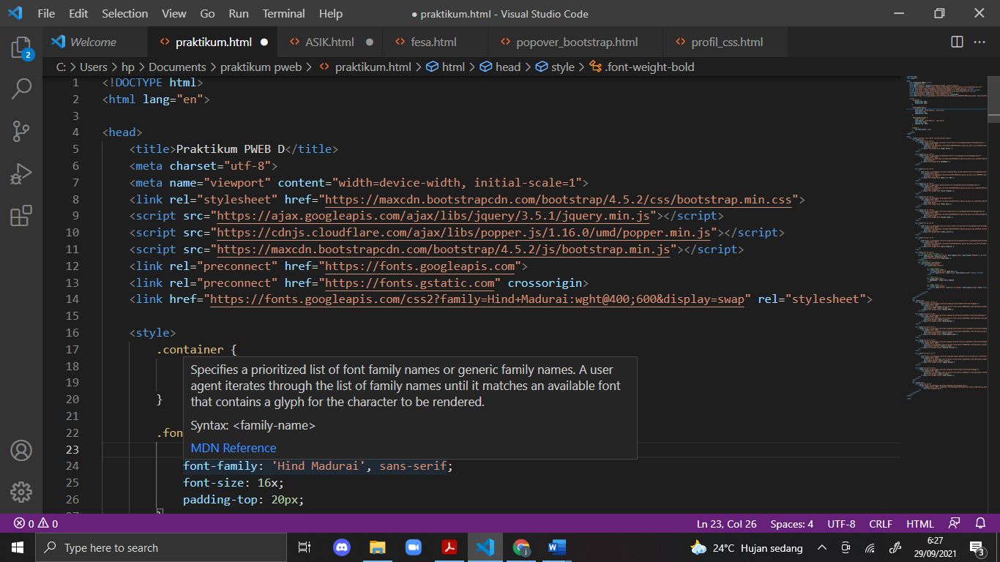 File Edit Selection View Go Run Terminal Help ● praktikum.html - Visual Studio Code
Welcome praktikum.html ● ASIK.html ● fesa.html popover_bootstrap.html profil_css.html
2
C: > Users > hp > Documents > praktikum pweb > praktikum.html > html > head > style > .font-weight-bold
1 <!DOCTYPE html>
2 <html lang="en">
3
4 <head>
5 <title>Praktikum PWEB D</title>
6 <meta charset="utf-8">
7 <meta name="viewport" content="width=device-width, initial-scale=1">
8 <link rel="stylesheet" href="https://maxcdn.bootstrapcdn.com/bootstrap/4.5.2/css/bootstrap.min.css">
9 <script src="https://ajax.googleapis.com/ajax/libs/jquery/3.5.1/jquery.min.js"></script>
10 <script src="https://cdnjs.cloudflare.com/ajax/libs/popper.js/1.16.0/umd/popper.min.js"></script>
11 <script src="https://maxcdn.bootstrapcdn.com/bootstrap/4.5.2/js/bootstrap.min.js"></script>
12 <link rel="preconnect" href="https://fonts.googleapis.com">
13 <link rel="preconnect" href="https://fonts.gstatic.com" crossorigin>
14 <link href="https://fonts.googleapis.com/css2?family=Hind+Madurai:wght@400;600&display=swap" rel="stylesheet">
15
16 <style>
17 .container {
18 Specifies a prioritized list of font family names or generic family names. A user
19 agent iterates through the list of family names until it matches an available font
20 } that contains a glyph for the character to be rendered.
21 Syntax: <family-name>
22 .fon
23 MDN Reference
24 font-family: 'Hind Madurai', sans-serif;
25 font-size: 16x;
26 padding-top: 20px;
0 0 Ln 23, Col 26 Spaces: 4 UTF-8 CRLF HTML
Type here to search 24°C Hujan sedang 6:27
29/09/2021 3